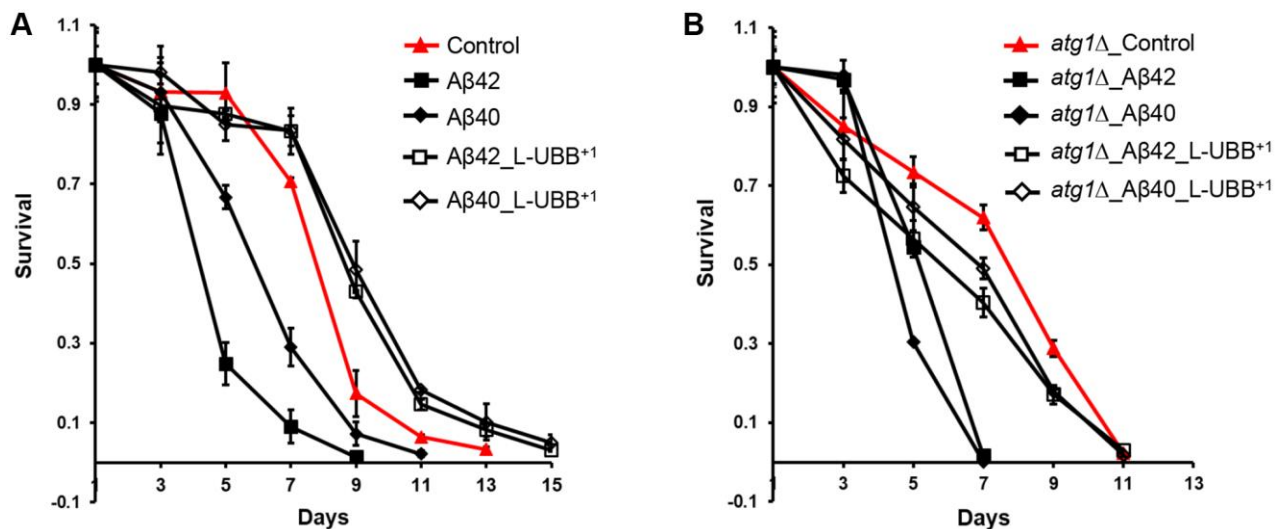 A
1.1
0.9
0.7
0.5
0.3
0.1
-0.1
Survival
1 3 5 7 9 11 13 15
Days
Control
Aβ42
Aβ40
Aβ42_L-UBB+1
Aβ40_L-UBB+1
B
1.1
0.9
0.7
0.5
0.3
0.1
-0.1
Survival
1 3 5 7 9 11 13
Days
atg1Δ_Control
atg1Δ_Aβ42
atg1Δ_Aβ40
atg1Δ_Aβ42_L-UBB+1
atg1Δ_Aβ40_L-UBB+1